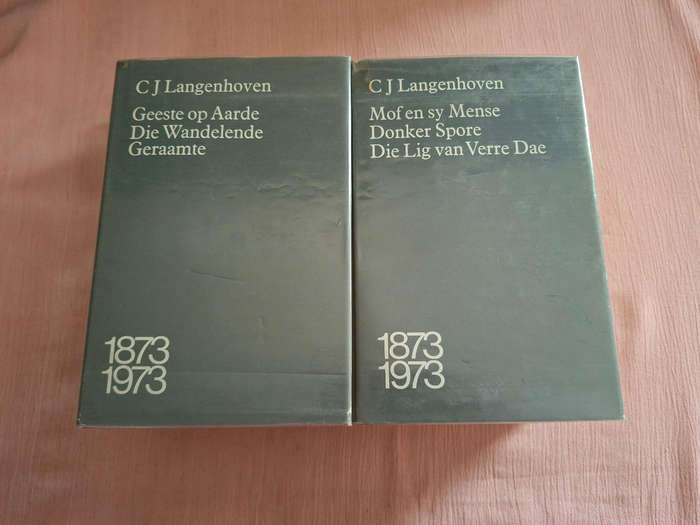 C J Langenhoven
Geeste op Aarde
Die Wandelende
Geraamte
1873
1973
C J Langenhoven
Mof en sy Mense
Donker Spore
Die Lig van Verre Dae
1873
1973